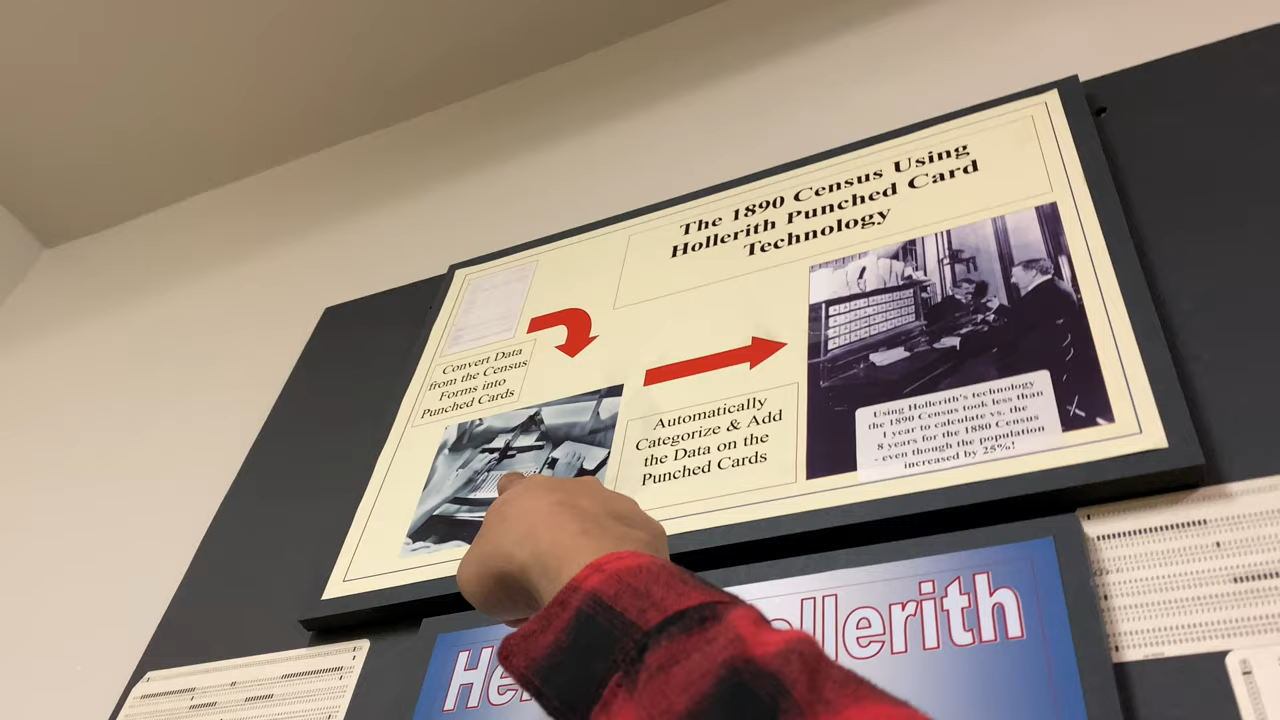 The 1890 Census Using
Hollerith Punched Card
Technology
Convert Data
from the Census
Forms into
Punched Cards
Automatically
Categorize & Add
the Data on the
Punched Cards
Using Hollerith's technology
the 1890 Census took less than
1 year to calculate vs. the
8 years for the 1880 Census
- even though the population
increased by 25%!
Hollerith